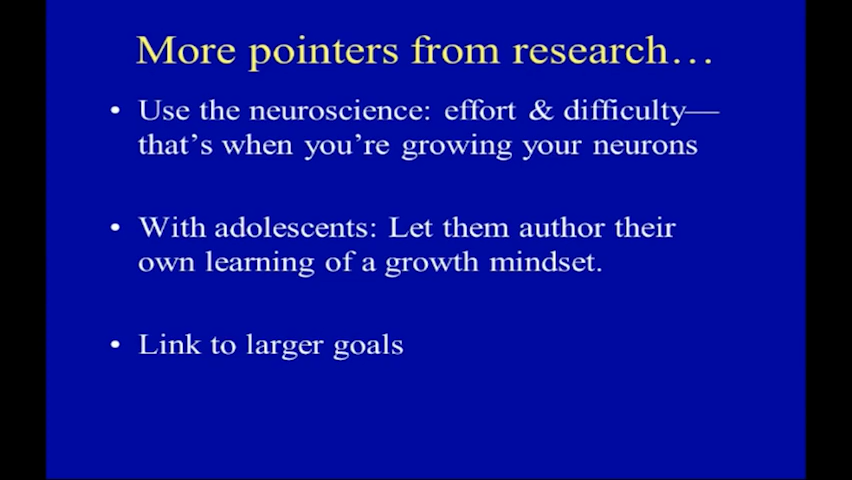 More pointers from research…
• Use the neuroscience: effort & difficulty—
that’s when you’re growing your neurons
• With adolescents: Let them author their
own learning of a growth mindset.
• Link to larger goals